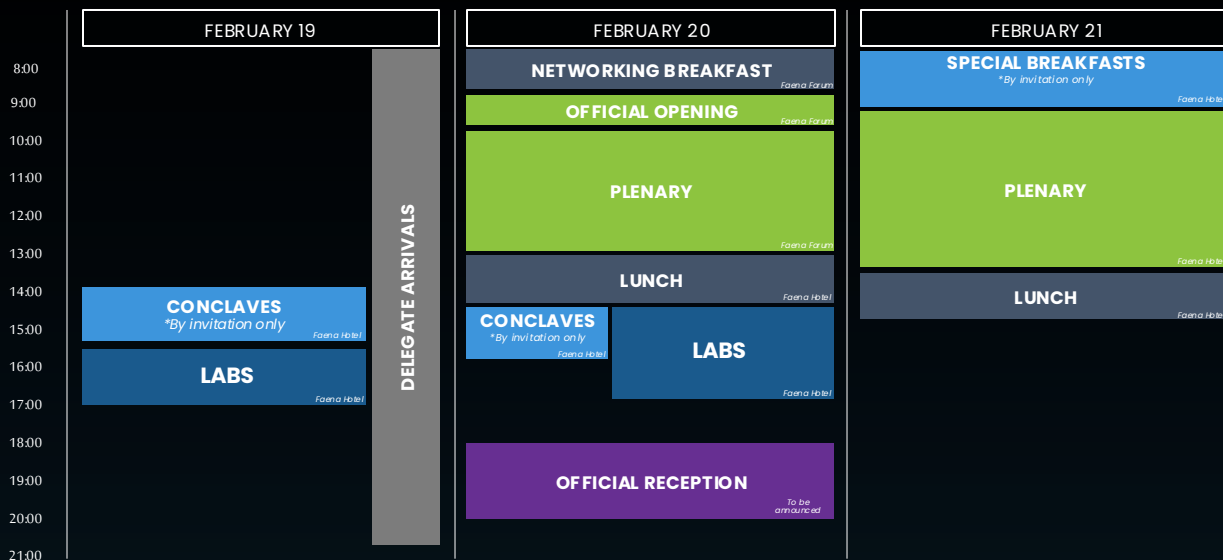 FEBRUARY 19
FEBRUARY 20
FEBRUARY 21
8:00
9:00
10:00
11:00
12:00
13:00
14:00
15:00
16:00
17:00
18:00
19:00
20:00
21:00
CONCLAVES
*By invitation only
Faena Hotel
LABS
Faena Hotel
DELEGATE ARRIVALS
NETWORKING BREAKFAST
Faena Forum
OFFICIAL OPENING
Faena Forum
PLENARY
Faena Forum
LUNCH
Faena Hotel
CONCLAVES
*By invitation only
Faena Hotel
LABS
Faena Hotel
OFFICIAL RECEPTION
To be
announced
SPECIAL BREAKFASTS
*By invitation only
Faena Hotel
PLENARY
Faena Hotel
LUNCH
Faena Hotel